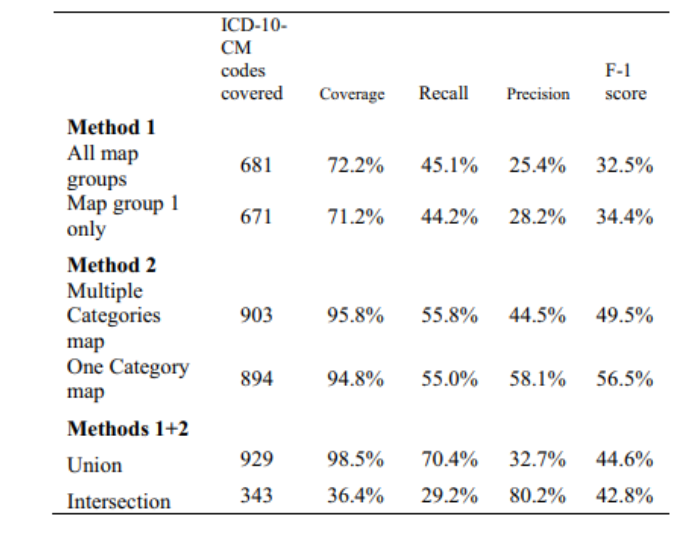 ICD-10-
CM
codes
covered Coverage Recall Precision F-1
score
Method 1
All map
groups 681 72.2% 45.1% 25.4% 32.5%
Map group 1
only 671 71.2% 44.2% 28.2% 34.4%
Method 2
Multiple
Categories 903 95.8% 55.8% 44.5% 49.5%
map
One Category
map 894 94.8% 55.0% 58.1% 56.5%
Methods 1+2
Union 929 98.5% 70.4% 32.7% 44.6%
Intersection 343 36.4% 29.2% 80.2% 42.8%